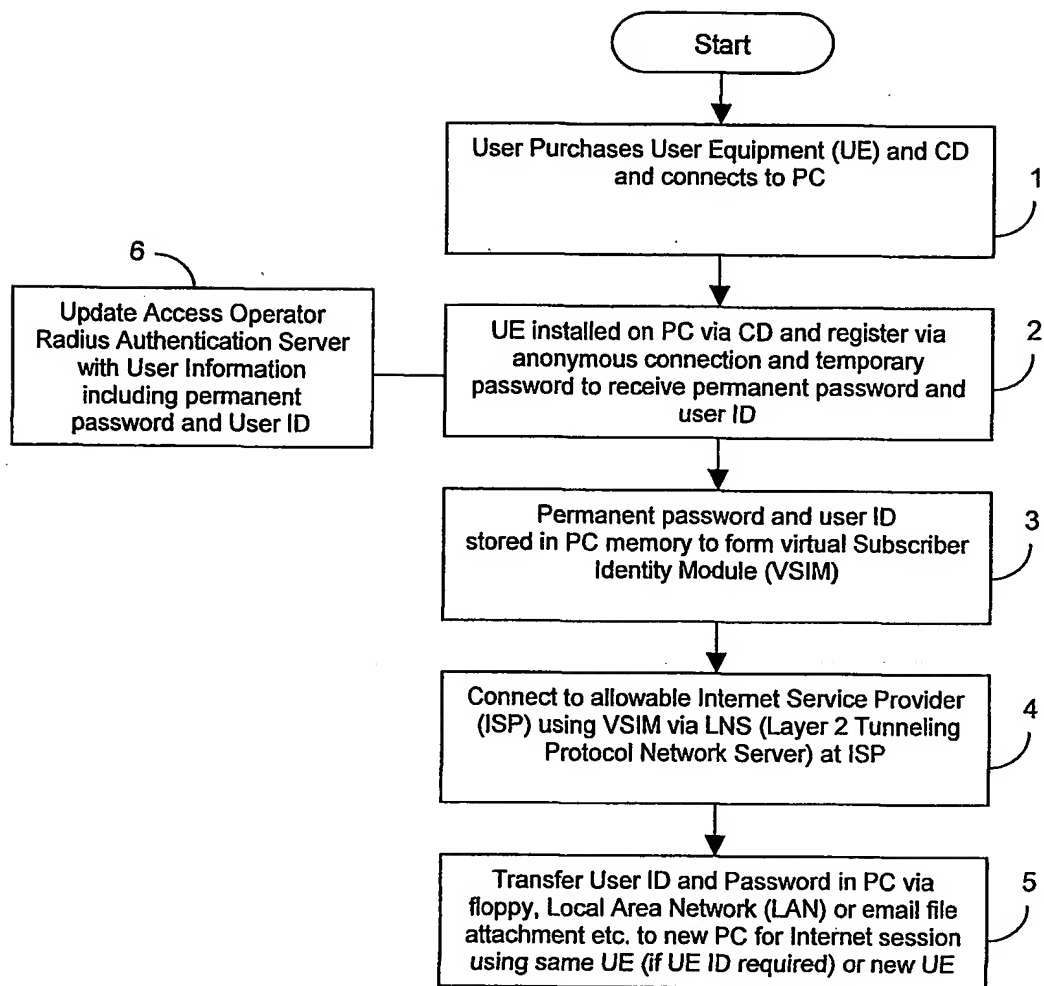 Start
User Purchases User Equipment (UE) and CD
and connects to PC
1
6
Update Access Operator
Radius Authentication Server
with User Information
including permanent
password and User ID
UE installed on PC via CD and register via
anonymous connection and temporary
password to receive permanent password and
user ID
2
Permanent password and user ID
stored in PC memory to form virtual Subscriber
Identity Module (VSIM)
3
Connect to allowable Internet Service Provider
(ISP) using VSIM via LNS (Layer 2 Tunneling
Protocol Network Server) at ISP
4
Transfer User ID and Password in PC via
floppy, Local Area Network (LAN) or email file
attachment etc. to new PC for Internet session
using same UE (if UE ID required) or new UE
5